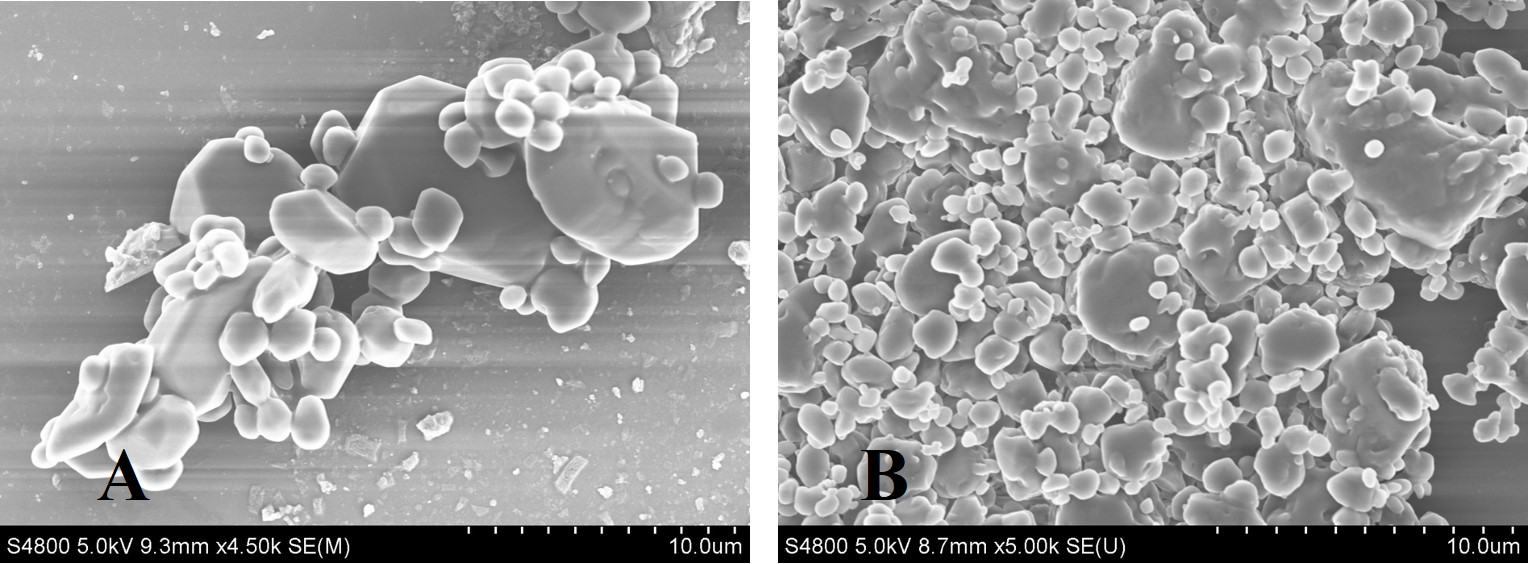 A
S4800 5.0kV 9.3mm x4.50k SE(M) 10.0um
B
S4800 5.0kV 8.7mm x5.00k SE(U) 10.0um